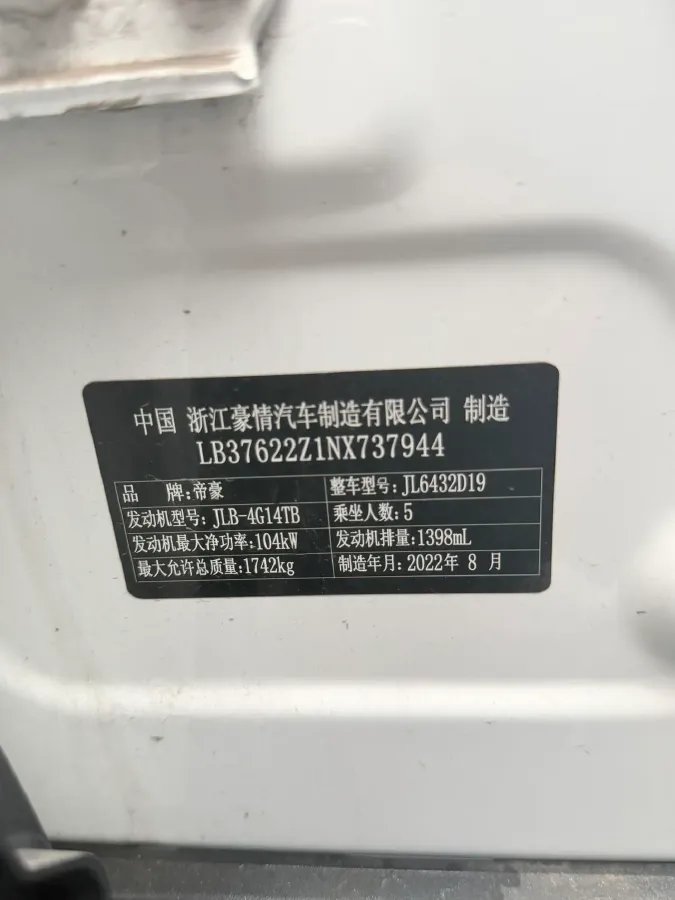 中国 浙江豪情汽车制造有限公司 制造
LB37622Z1NX737944
品 牌:帝豪 整车型号:JL6432D19
发动机型号:JLB-4G14TB 乘坐人数:5
发动机最大净功率:104kW 发动机排量:1398mL
最大允许总质量:1742kg 制造年月:2022年 8 月